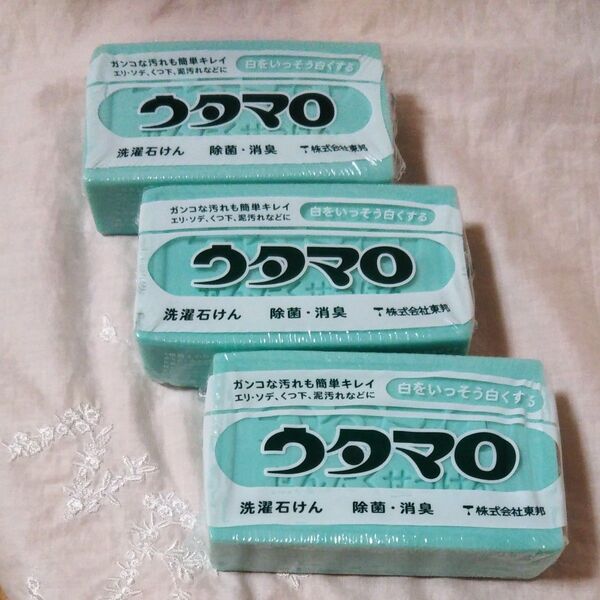 ガンコな汚れも簡単キレイ
エリ・ソデ、くつ下、泥汚れなどに
白をいっそう白くする
ウタマロ
洗濯石けん 除菌・消臭 株式会社東邦
ガンコな汚れも簡単キレイ
エリ・ソデ、くつ下、泥汚れなどに
白をいっそう白くする
ウタマロ
洗濯石けん 除菌・消臭 株式会社東邦
ガンコな汚れも簡単キレイ
エリ・ソデ、くつ下、泥汚れなどに
白をいっそう白くする
ウタマロ
洗濯石けん 除菌・消臭 株式会社東邦